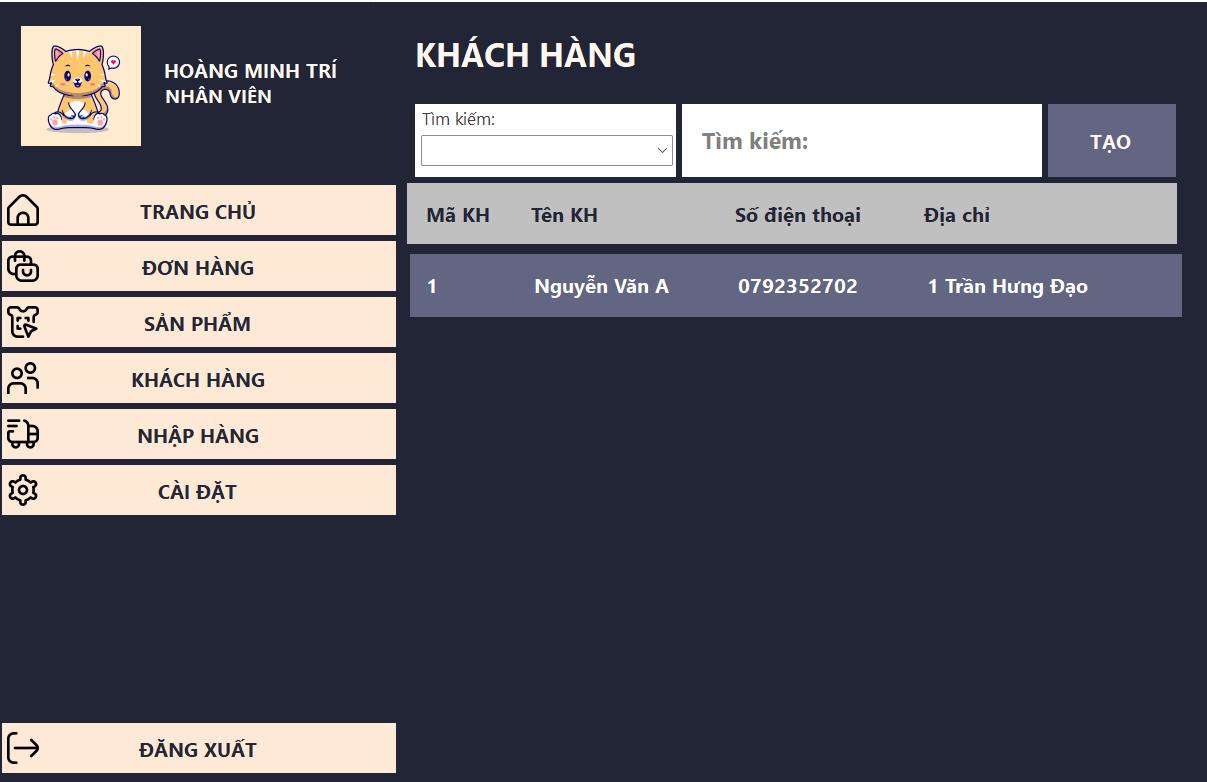 HOÀNG MINH TRÍ
NHÂN VIÊN
TRANG CHỦ
ĐƠN HÀNG
SẢN PHẨM
KHÁCH HÀNG
NHẬP HÀNG
CÀI ĐẶT
ĐĂNG XUẤT
KHÁCH HÀNG
Tìm kiếm:
Tìm kiếm:
TẠO
Mã KH Tên KH Số điện thoại Địa chỉ
1 Nguyễn Văn A 0792352702 1 Trần Hưng Đạo